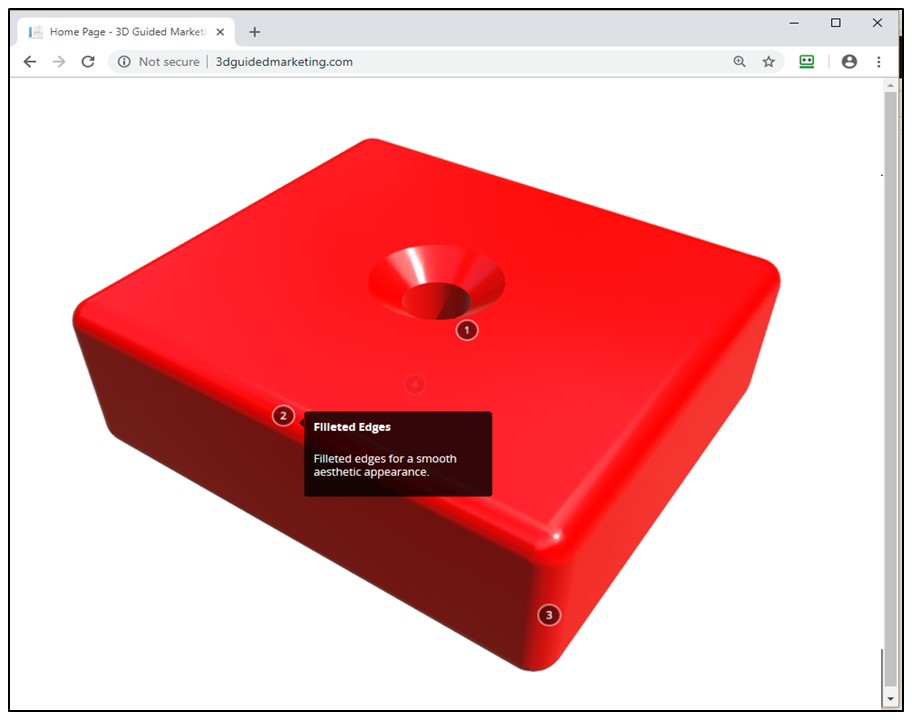 Home Page - 3D Guided Marketi
Not secure
3dguidedmarketing.com
1
4
2
Filleted Edges
Filleted edges for a smooth
aesthetic appearance.
3